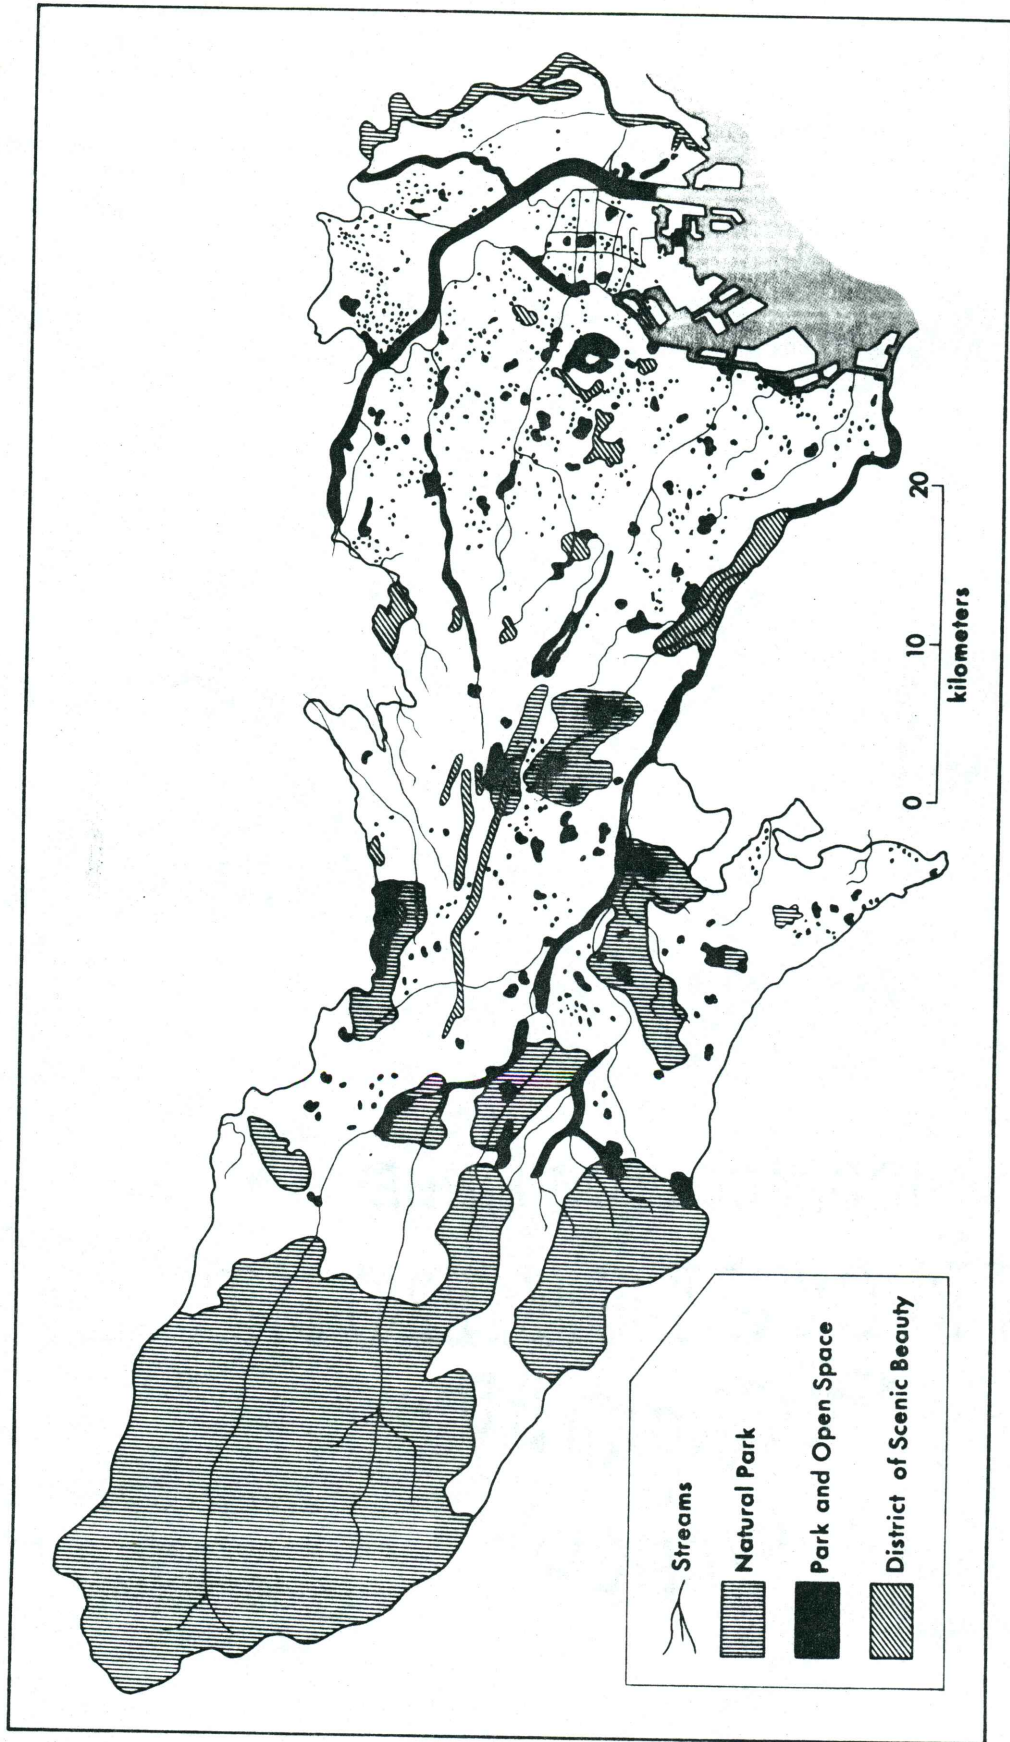 Streams
Natural Park
Park and Open Space
District of Scenic Beauty
0 10 20
kilometers